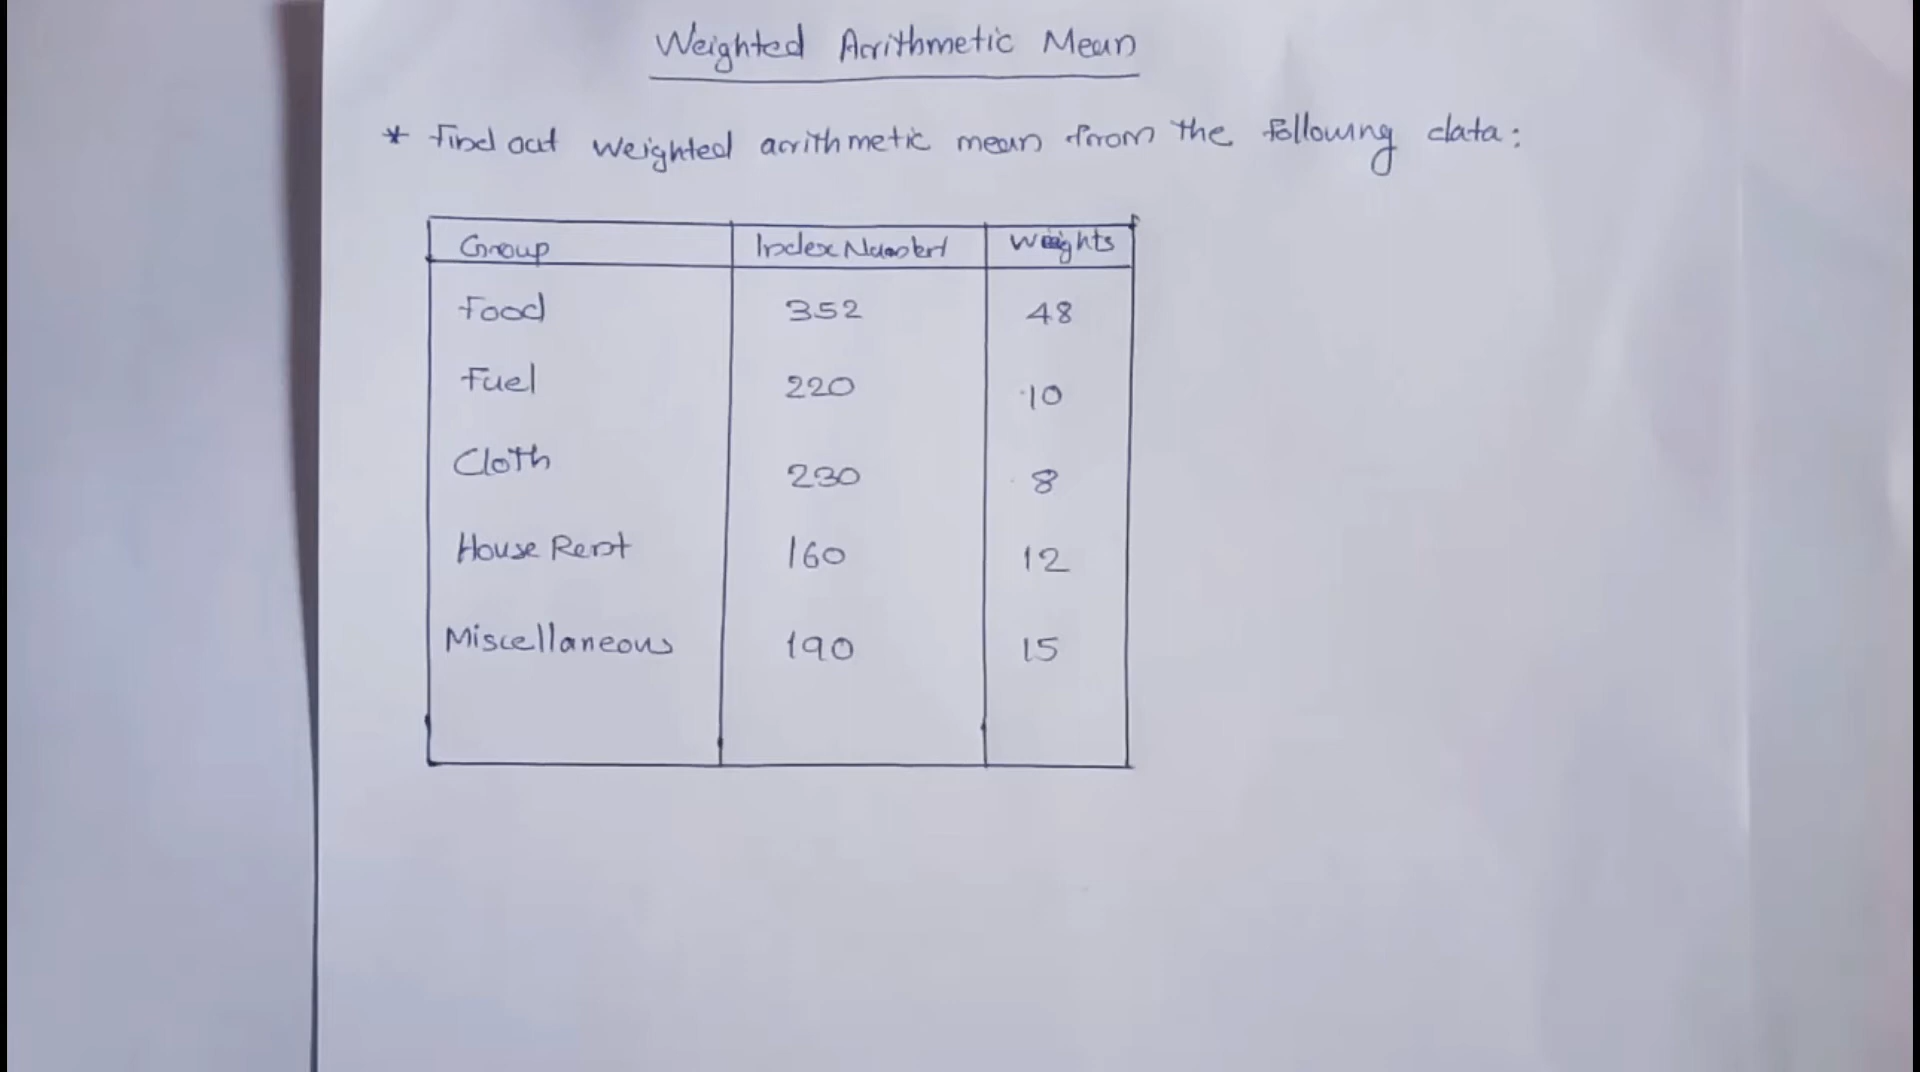 Weighted Arithmetic Mean
* Find out weighted arithmetic mean from the following data:
Group Index Number Weights
Food 352 48
Fuel 220 10
Cloth 230 8
House Rent 160 12
Miscellaneous 190 15